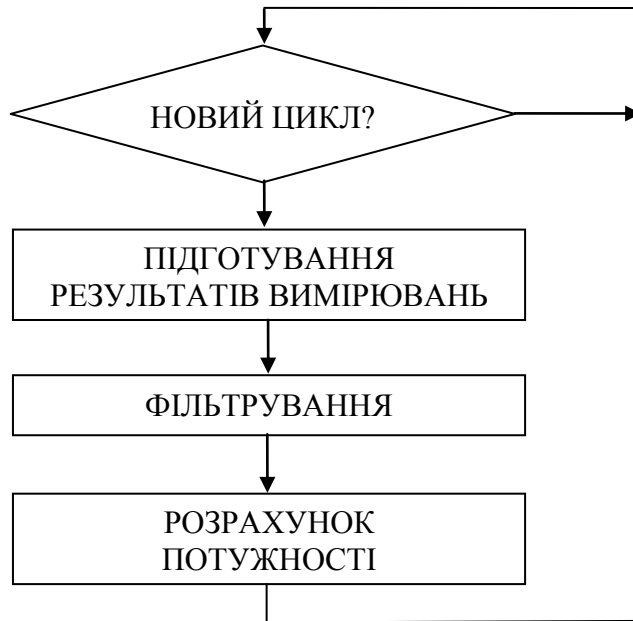 НОВИЙ ЦИКЛ?
ПІДГОТУВАННЯ
РЕЗУЛЬТАТІВ ВИМІРЮВАНЬ
ФІЛЬТРУВАННЯ
РОЗРАХУНОК
ПОТУЖНОСТІ